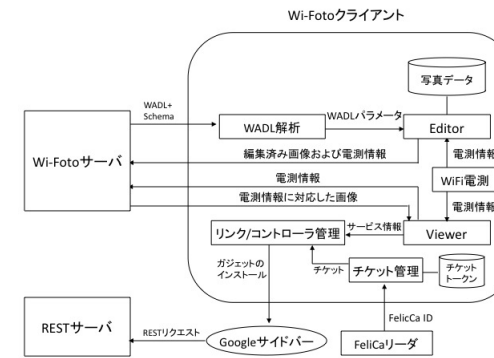 Wi-Fotoクライアント
写真データ
WADL+
Schema
WADL解析
WADLパラメータ
Editor
Wi-Fotoサーバ
編集済み画像および電測情報
電測情報
電測情報
WiFi電測
電測情報に対応した画像
電測情報
リンク/コントローラ管理
サービス情報
Viewer
ガジェットの
インストール
チケット
チケット管理
チケット
トークン
FelicCa ID
RESTサーバ
RESTリクエスト
Googleサイドバー
FeliCaリーダ